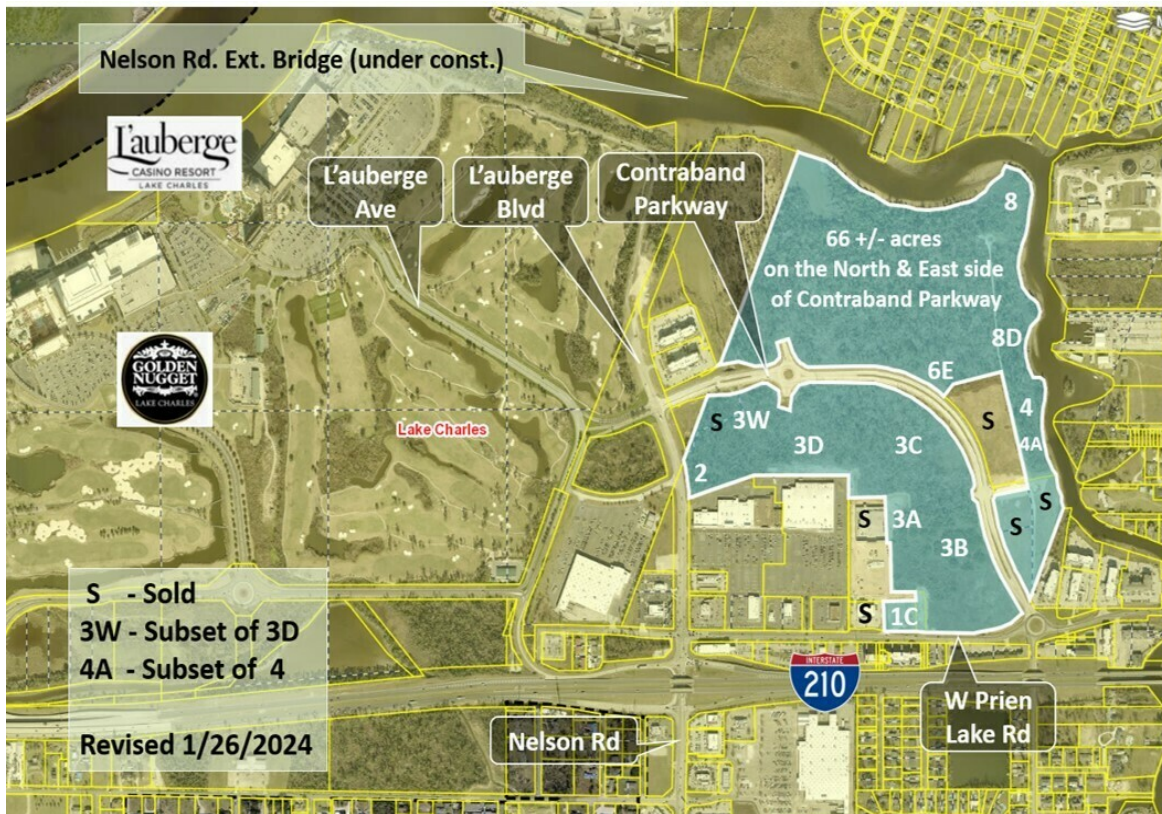 Nelson Rd. Ext. Bridge (under const.)
L'auberge
CASINO RESORT
LAKE CHARLES
L'auberge
Ave
L'auberge
Blvd
Contraband
Parkway
8
66 +/- acres
on the North & East side
of Contraband Parkway
8D
6E
GOLDEN
NUGGET
LAKE CHARLES
Lake Charles
S
3W
3D
3C
S
4
4A
2
S
3A
S
S
3B
S
1C
S - Sold
3W - Subset of 3D
4A - Subset of 4
Revised 1/26/2024
INTERSTATE
210
Nelson Rd
W Prien
Lake Rd